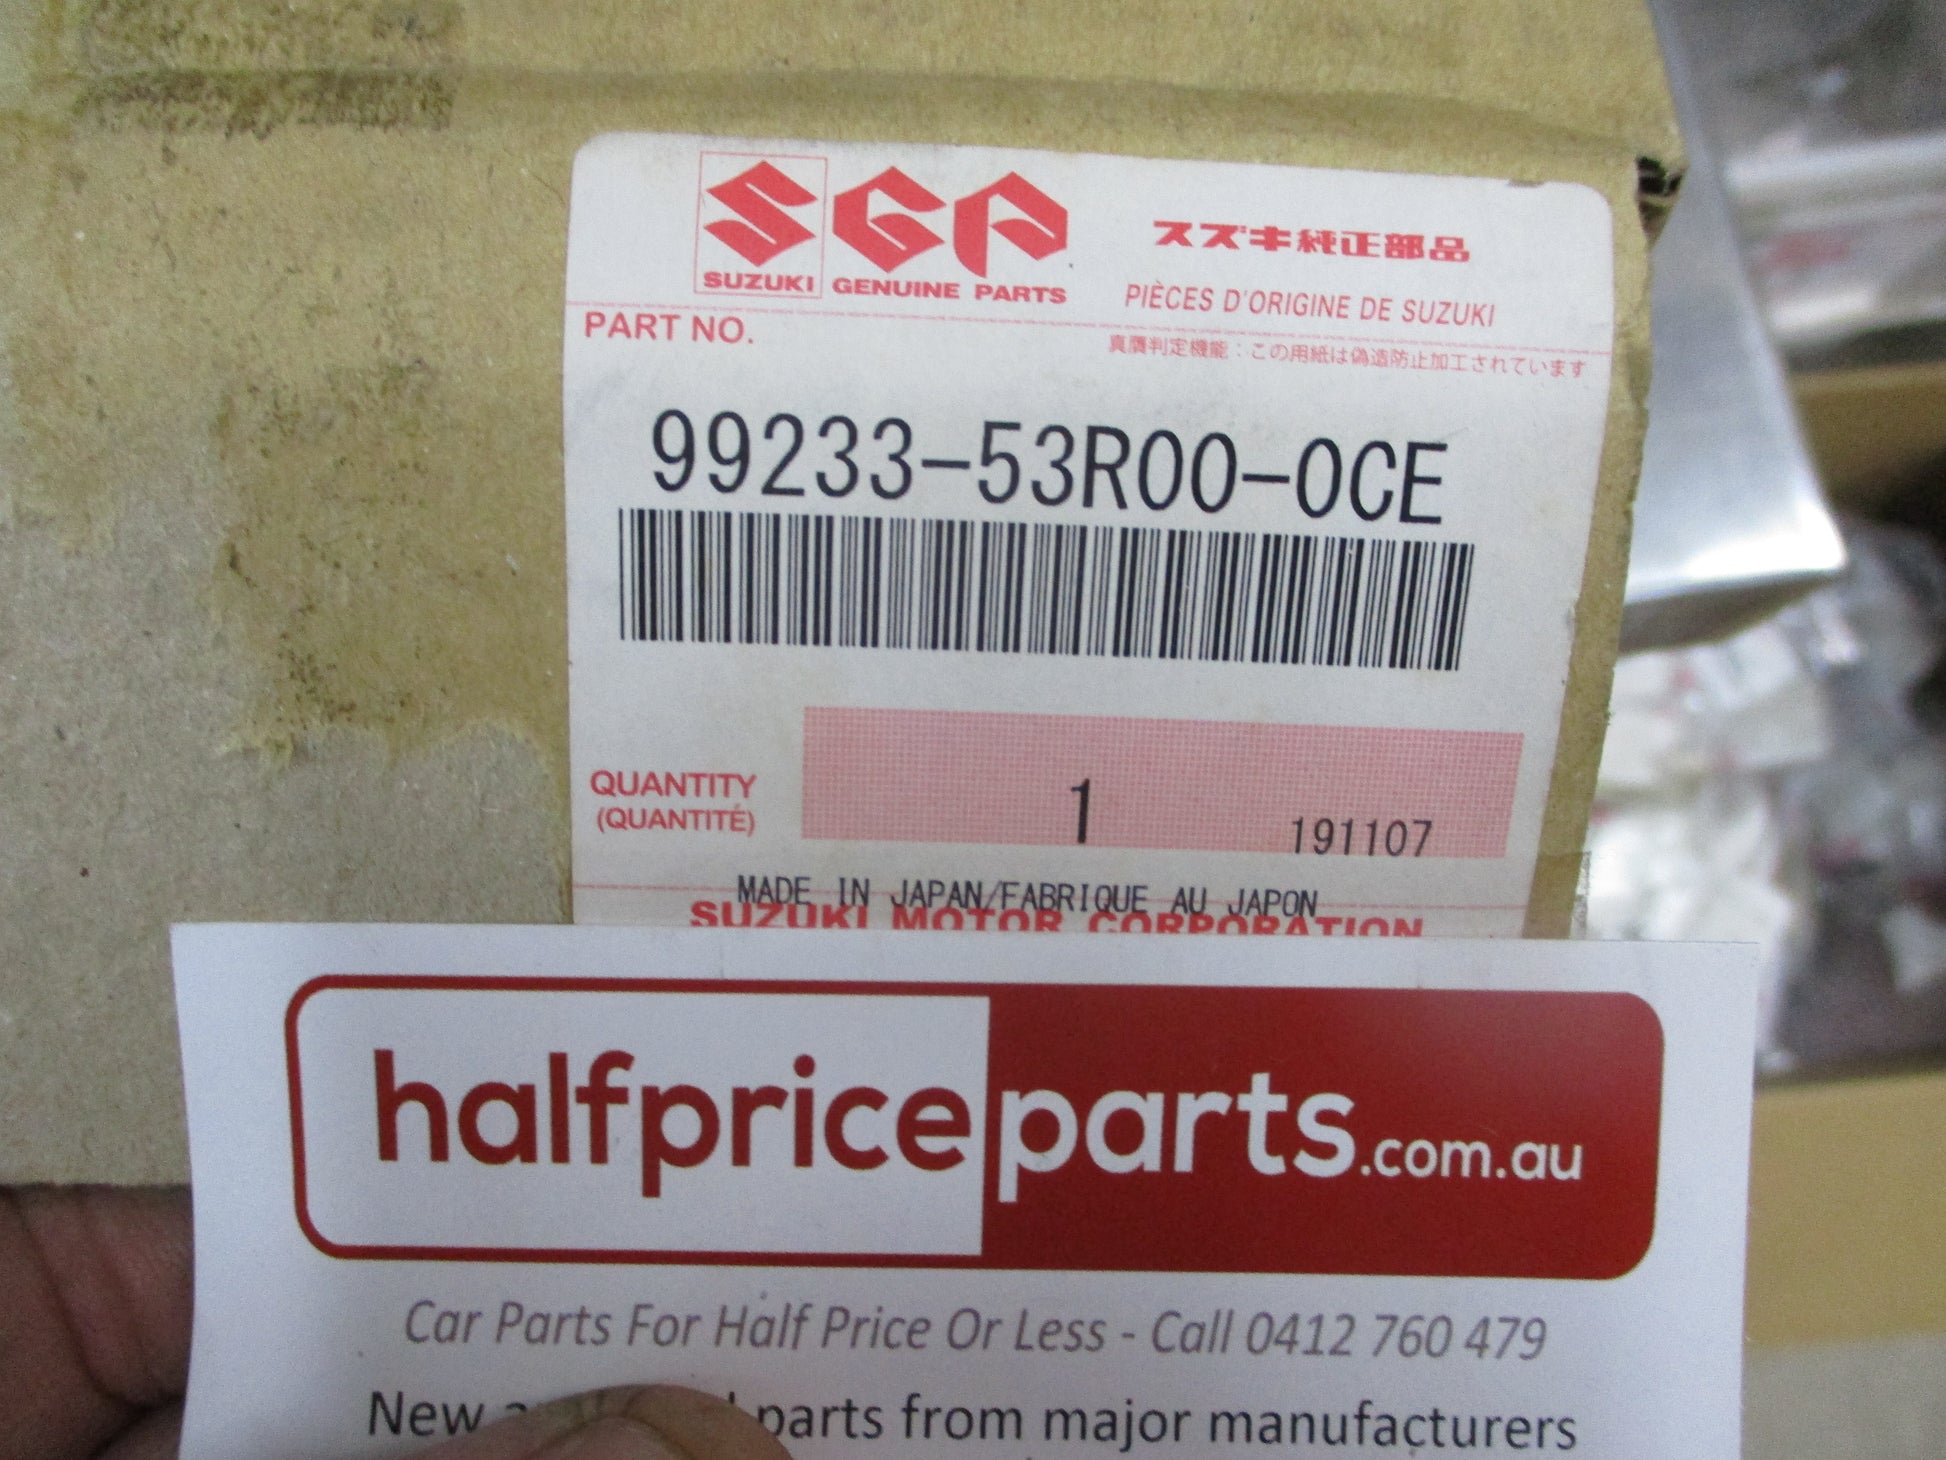 SGP
SUZUKI GENUINE PARTS
スズキ純正部品
PIÈCES D'ORIGINE DE SUZUKI
PART NO.
真贋判定機能：この用紙は偽造防止加工されています
99233-53R00-0CE
QUANTITY
(QUANTITÉ)
1
191107
MADE IN JAPAN/FABRIQUE AU JAPON
SUZUKI MOTOR CORPORATION
halfpriceparts.com.au
Car Parts For Half Price Or Less - Call 0412 760 479
New parts from major manufacturers